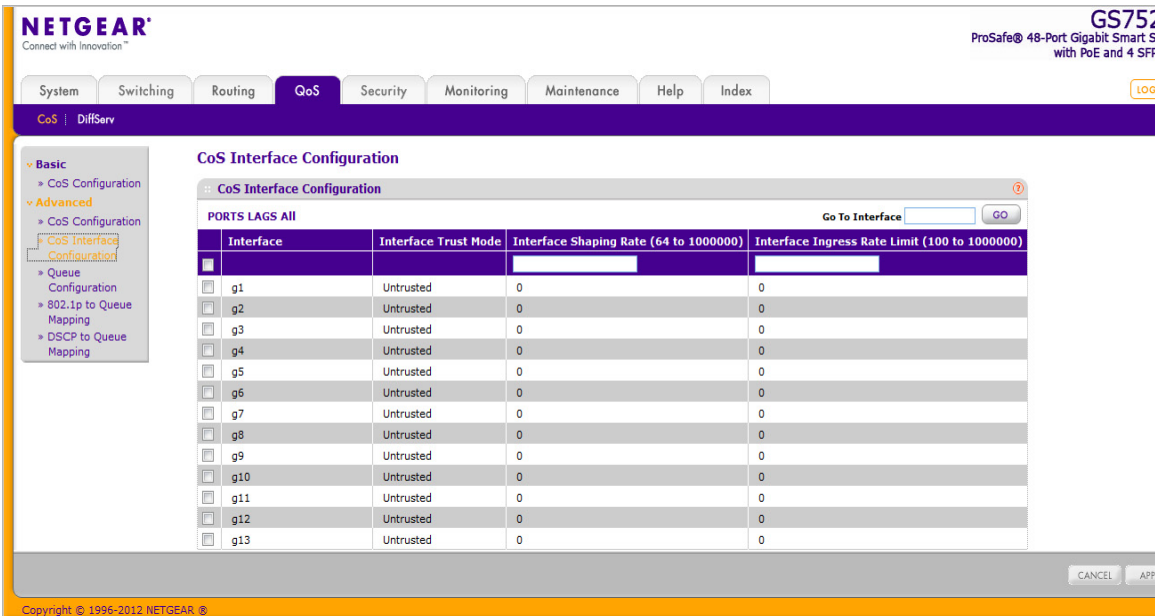 NETGEAR®
Connect with Innovation™
GS752
ProSafe® 48-Port Gigabit Smart S
with PoE and 4 SFP
System Switching Routing QoS Security Monitoring Maintenance Help Index
LOG
CoS | DiffServ
Basic
» CoS Configuration
Advanced
» CoS Configuration
» CoS Interface
Configuration
» Queue
Configuration
» 802.1p to Queue
Mapping
» DSCP to Queue
Mapping
CoS Interface Configuration
CoS Interface Configuration ?
PORTS LAGS All Go To Interface GO
Interface Interface Trust Mode Interface Shaping Rate (64 to 1000000) Interface Ingress Rate Limit (100 to 1000000)
g1 Untrusted 0 0
g2 Untrusted 0 0
g3 Untrusted 0 0
g4 Untrusted 0 0
g5 Untrusted 0 0
g6 Untrusted 0 0
g7 Untrusted 0 0
g8 Untrusted 0 0
g9 Untrusted 0 0
g10 Untrusted 0 0
g11 Untrusted 0 0
g12 Untrusted 0 0
g13 Untrusted 0 0
CANCEL APP
Copyright © 1996-2012 NETGEAR ®